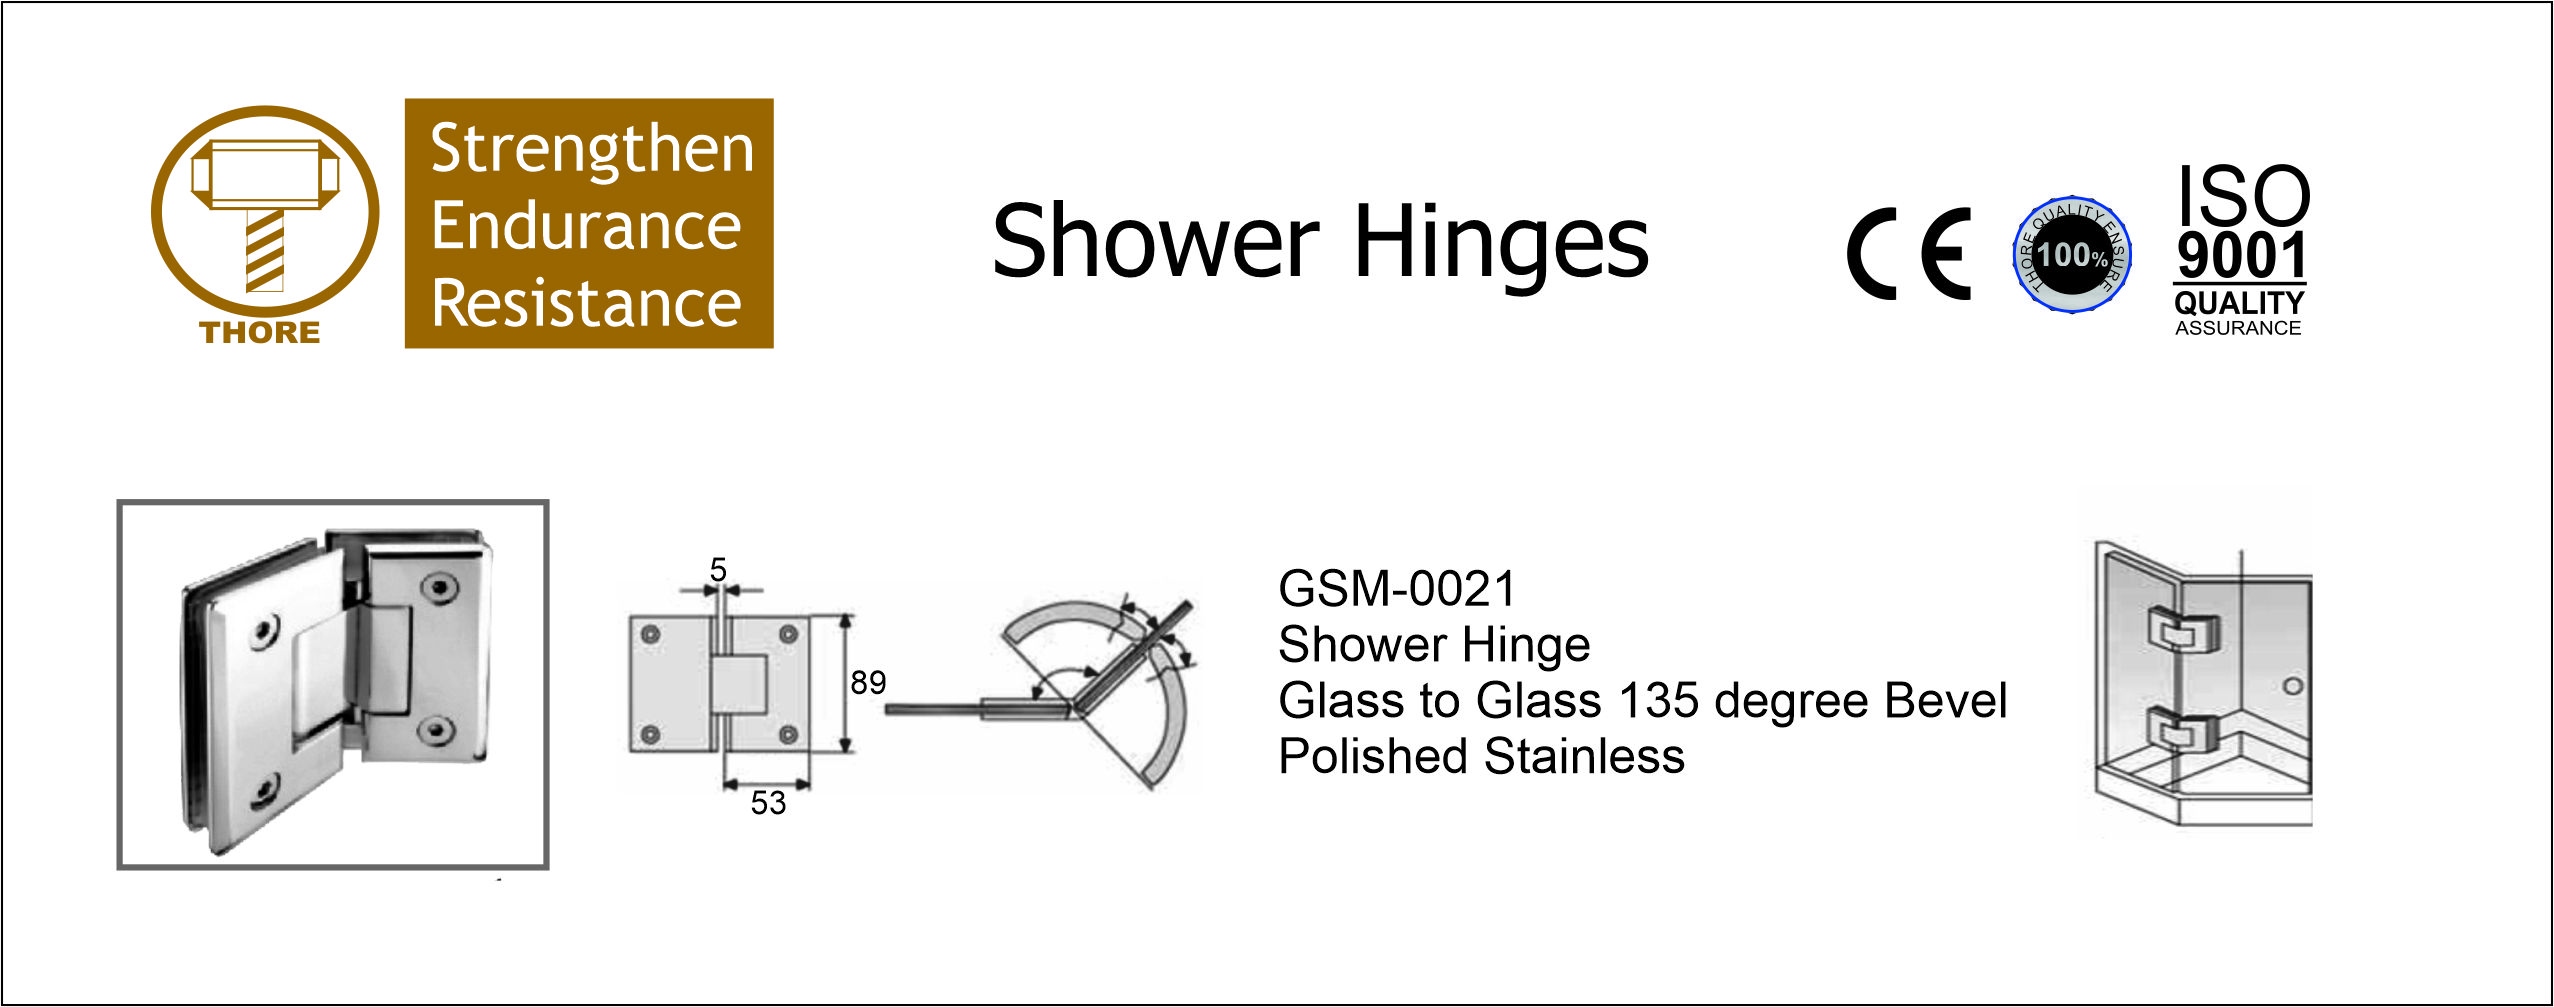 THORE
Strengthen
Endurance
Resistance
Shower Hinges
CE
THORE QUALITY ENSURE
100%
ISO
9001
QUALITY
ASSURANCE
5
89
53
GSM-0021
Shower Hinge
Glass to Glass 135 degree Bevel
Polished Stainless